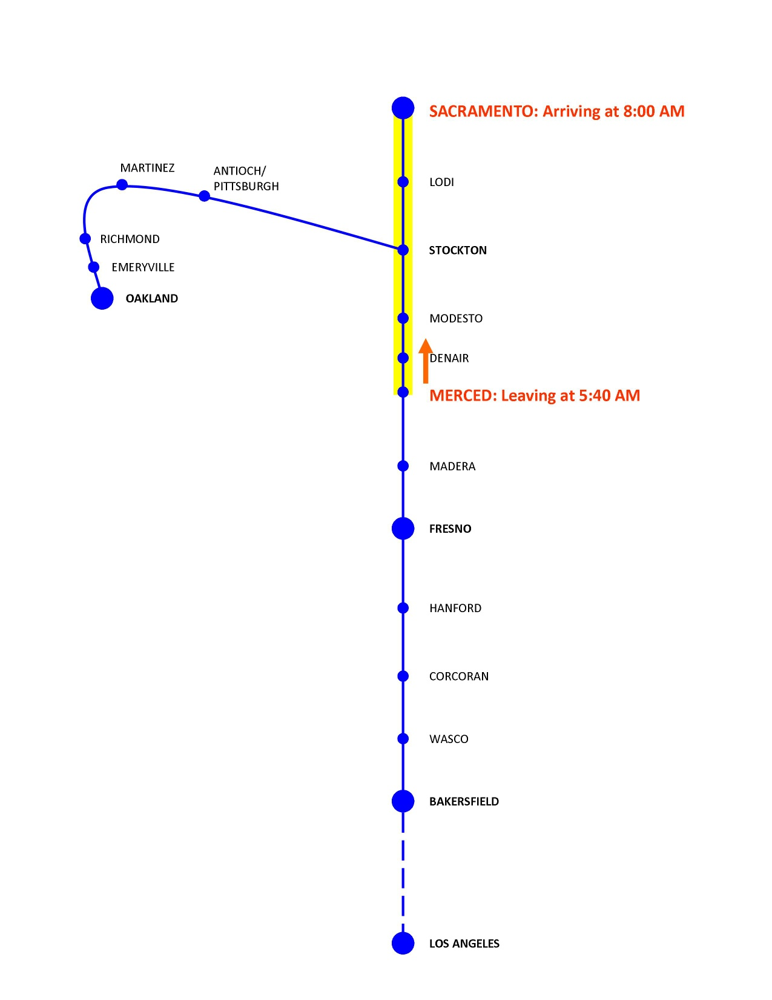 SACRAMENTO: Arriving at 8:00 AM
MARTINEZ
ANTIOCH/
PITTSBURGH
LODI
RICHMOND
STOCKTON
EMERYVILLE
OAKLAND
MODESTO
DENAIR
MERCED: Leaving at 5:40 AM
MADERA
FRESNO
HANFORD
CORCORAN
WASCO
BAKERSFIELD
LOS ANGELES